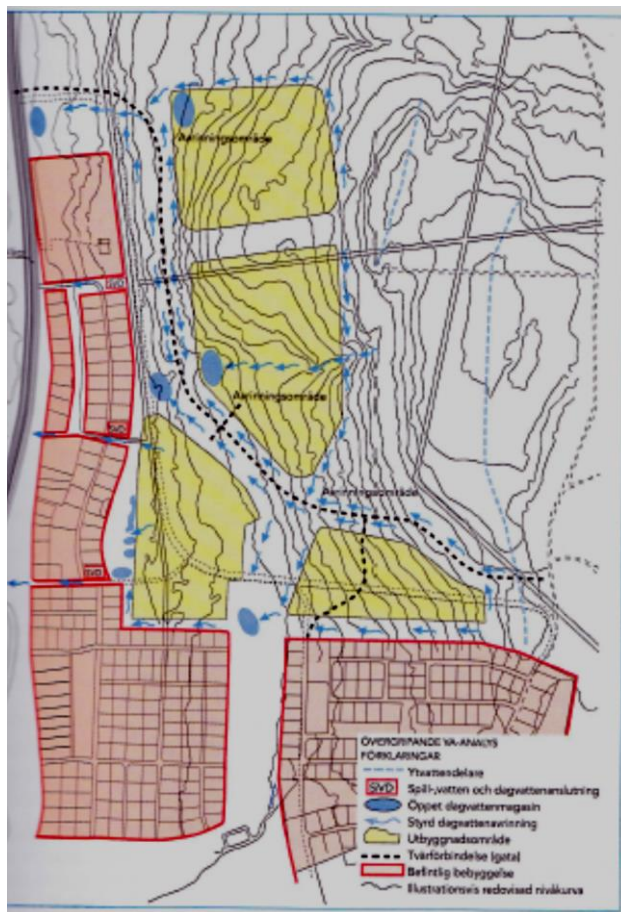 Avrinningsområde
SVD
Avrinningsområde
SVD
Avrinningsområde
SVD
ÖVERGRIPANDE VA-ANALYS
FÖRKLARINGAR
Ytvattendelare
SVD Spill-,vatten och dagvattenanslutning
Öppet dagvattenmagasin
Styrd dagvattenavrinning
Utbyggnadsområde
Tvärförbindelse (gata)
Befintlig bebyggelse
Illustrationsvis redovisad nivåkurva